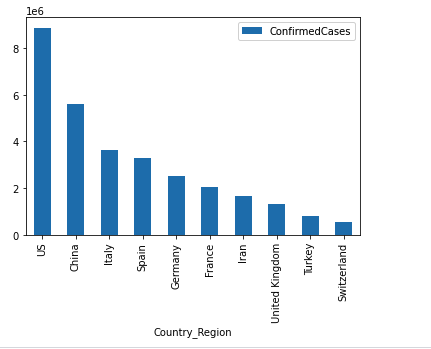 1e6
ConfirmedCases
8
6
4
2
0
US
China
Italy
Spain
Germany
France
Iran
United Kingdom
Turkey
Switzerland
Country_Region